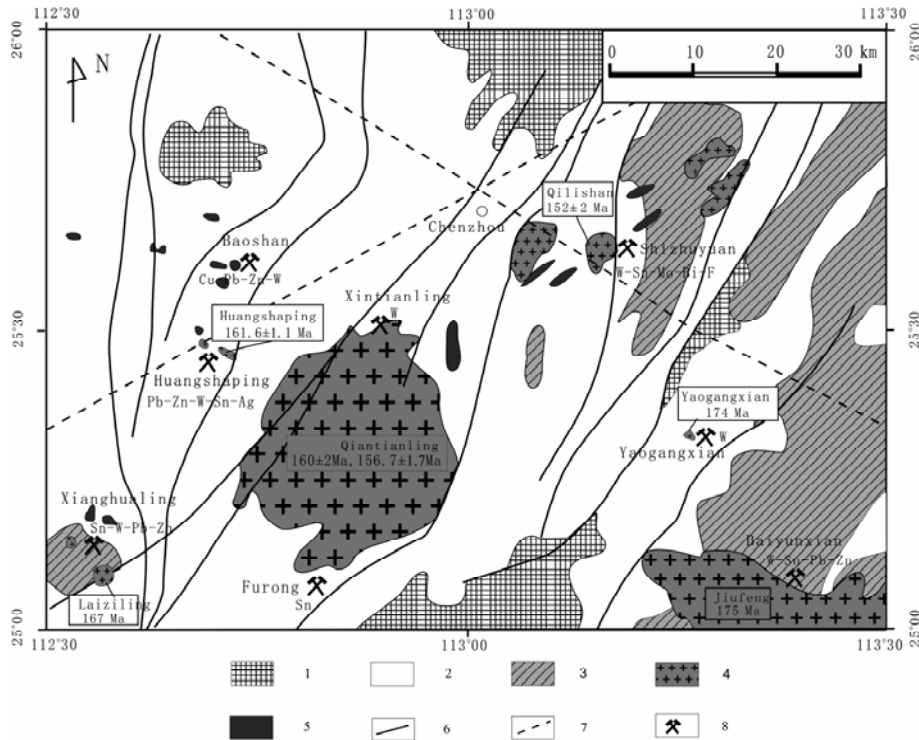 112°30
113°00
113°30
26°00
26°00
0 10 20 30 km
N
Qilishan
152±2 Ma
Chenzhou
Shizhuyuan
W-Sn-Mo-Bi-F
Baoshan
Cu-Pb-Zn-W
Xintianling
W
Huangshaping
161.6±1.1 Ma
25°30
25°30
Huangshaping
Pb-Zn-W-Sn-Ag
Yaogangxian
174 Ma
W
Yaogangxian
Qiantianling
160±2Ma,156.7±1.7Ma
Xianghualing
Sn-W-Pb-Zn
Baiyunxian
W-Sn-Pb-Zn
Furong
Sn
Laiziling
167 Ma
Jiufeng
175 Ma
25°00
25°00
112°30
113°00
113°30
1 2 3 4
5 6 7 8